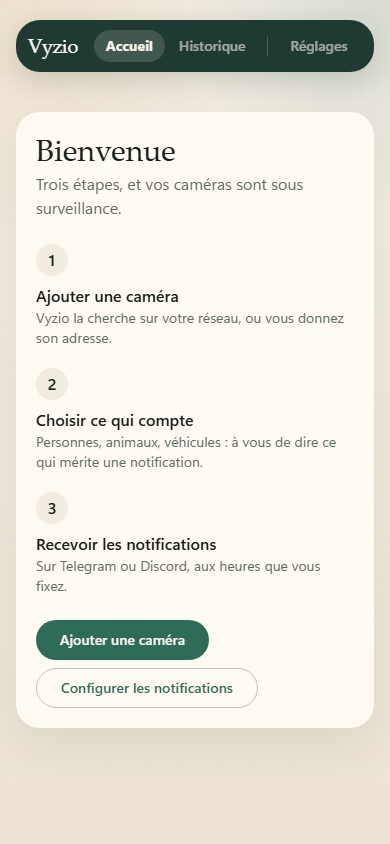 Vyzio
Accueil
Historique
Réglages
Bienvenue
Trois étapes, et vos caméras sont sous
surveillance.
1
Ajouter une caméra
Vyzio la cherche sur votre réseau, ou vous donnez
son adresse.
2
Choisir ce qui compte
Personnes, animaux, véhicules : à vous de dire ce
qui mérite une notification.
3
Recevoir les notifications
Sur Telegram ou Discord, aux heures que vous
fixez.
Ajouter une caméra
Configurer les notifications